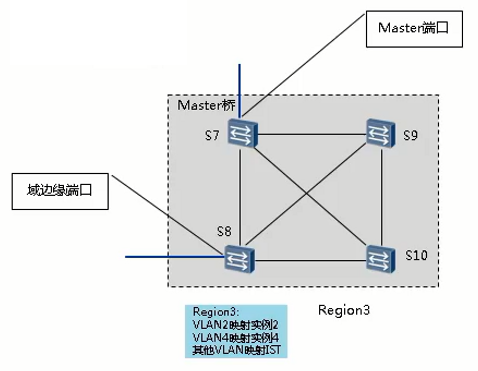 Master端口
Master桥
S7
S9
域边缘端口
S8
S10
Region3:
VLAN2映射实例2
VLAN4映射实例4
其他VLAN映射IST
Region3